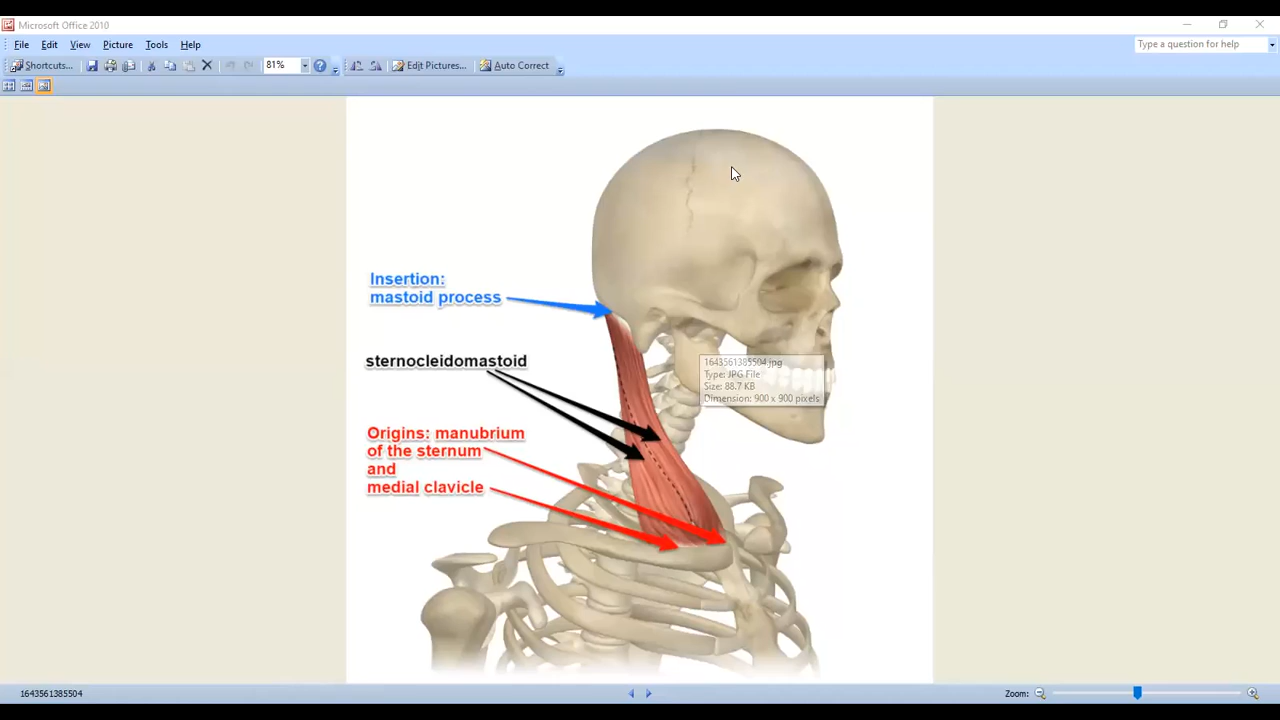 Microsoft Office 2010
File Edit View Picture Tools Help
Type a question for help
Shortcuts... 81% Edit Pictures... Auto Correct
Insertion:
mastoid process
sternocleidomastoid
1643561385504.jpg
Type: JPG File
Size: 88.7 KB
Dimension: 900 x 900 pixels
Origins: manubrium
of the sternum
and
medial clavicle
1643561385504
Zoom: